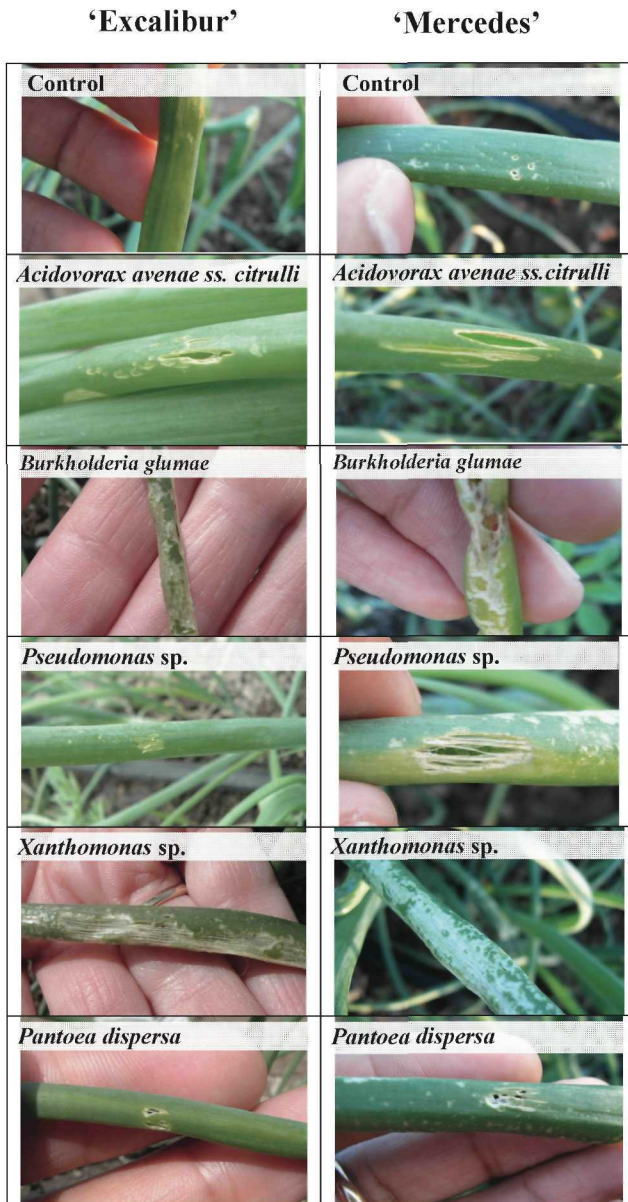 ‘Excalibur’ ‘Mercedes’
Control Control
Acidovorax avenae ss. citrulli Acidovorax avenae ss.citrulli
Burkholderia glumae Burkholderia glumae
Pseudomonas sp. Pseudomonas sp.
Xanthomonas sp. Xanthomonas sp.
Pantoea dispersa Pantoea dispersa